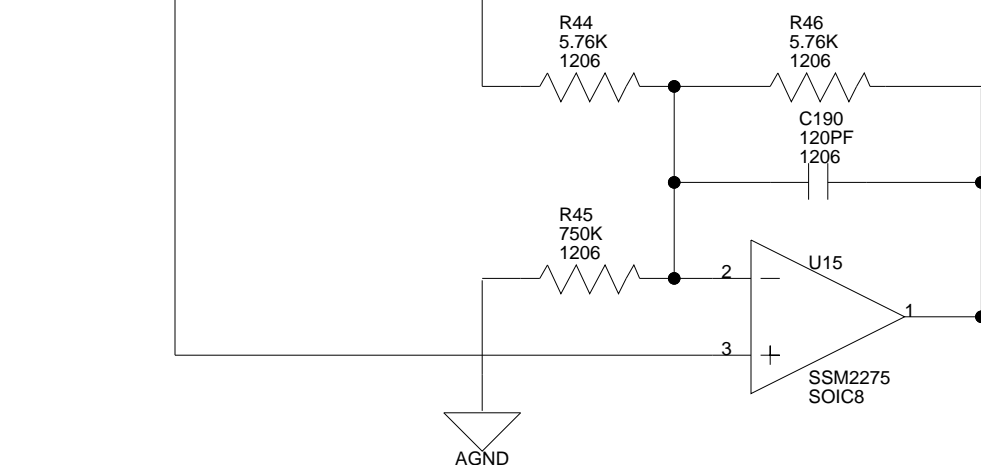 R44
5.76K
1206
R46
5.76K
1206
C190
120PF
1206
R45
750K
1206
2
U15
1
3
SSM2275
SOIC8
AGND